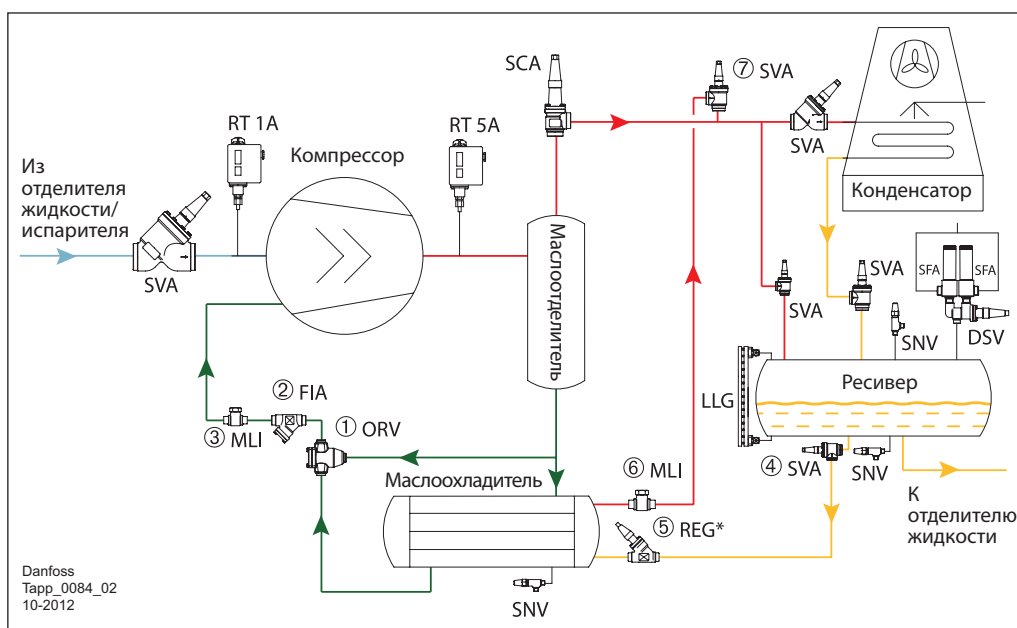 SCA
⑦ SVA
RT 1A
RT 5A
Компрессор
SVA
Конденсатор
Из
отделителя
жидкости/
испарителя
SVA
Маслоотделитель
SVA
SVA
SNV
SFA
SFA
DSV
Ресивер
LLG
② FIA
③ MLI
① ORV
④ SVA
SNV
Маслоохладитель
⑥ MLI
⑤ REG*
К
отделителю
жидкости
SNV
Danfoss
Tapp_0084_02
10-2012